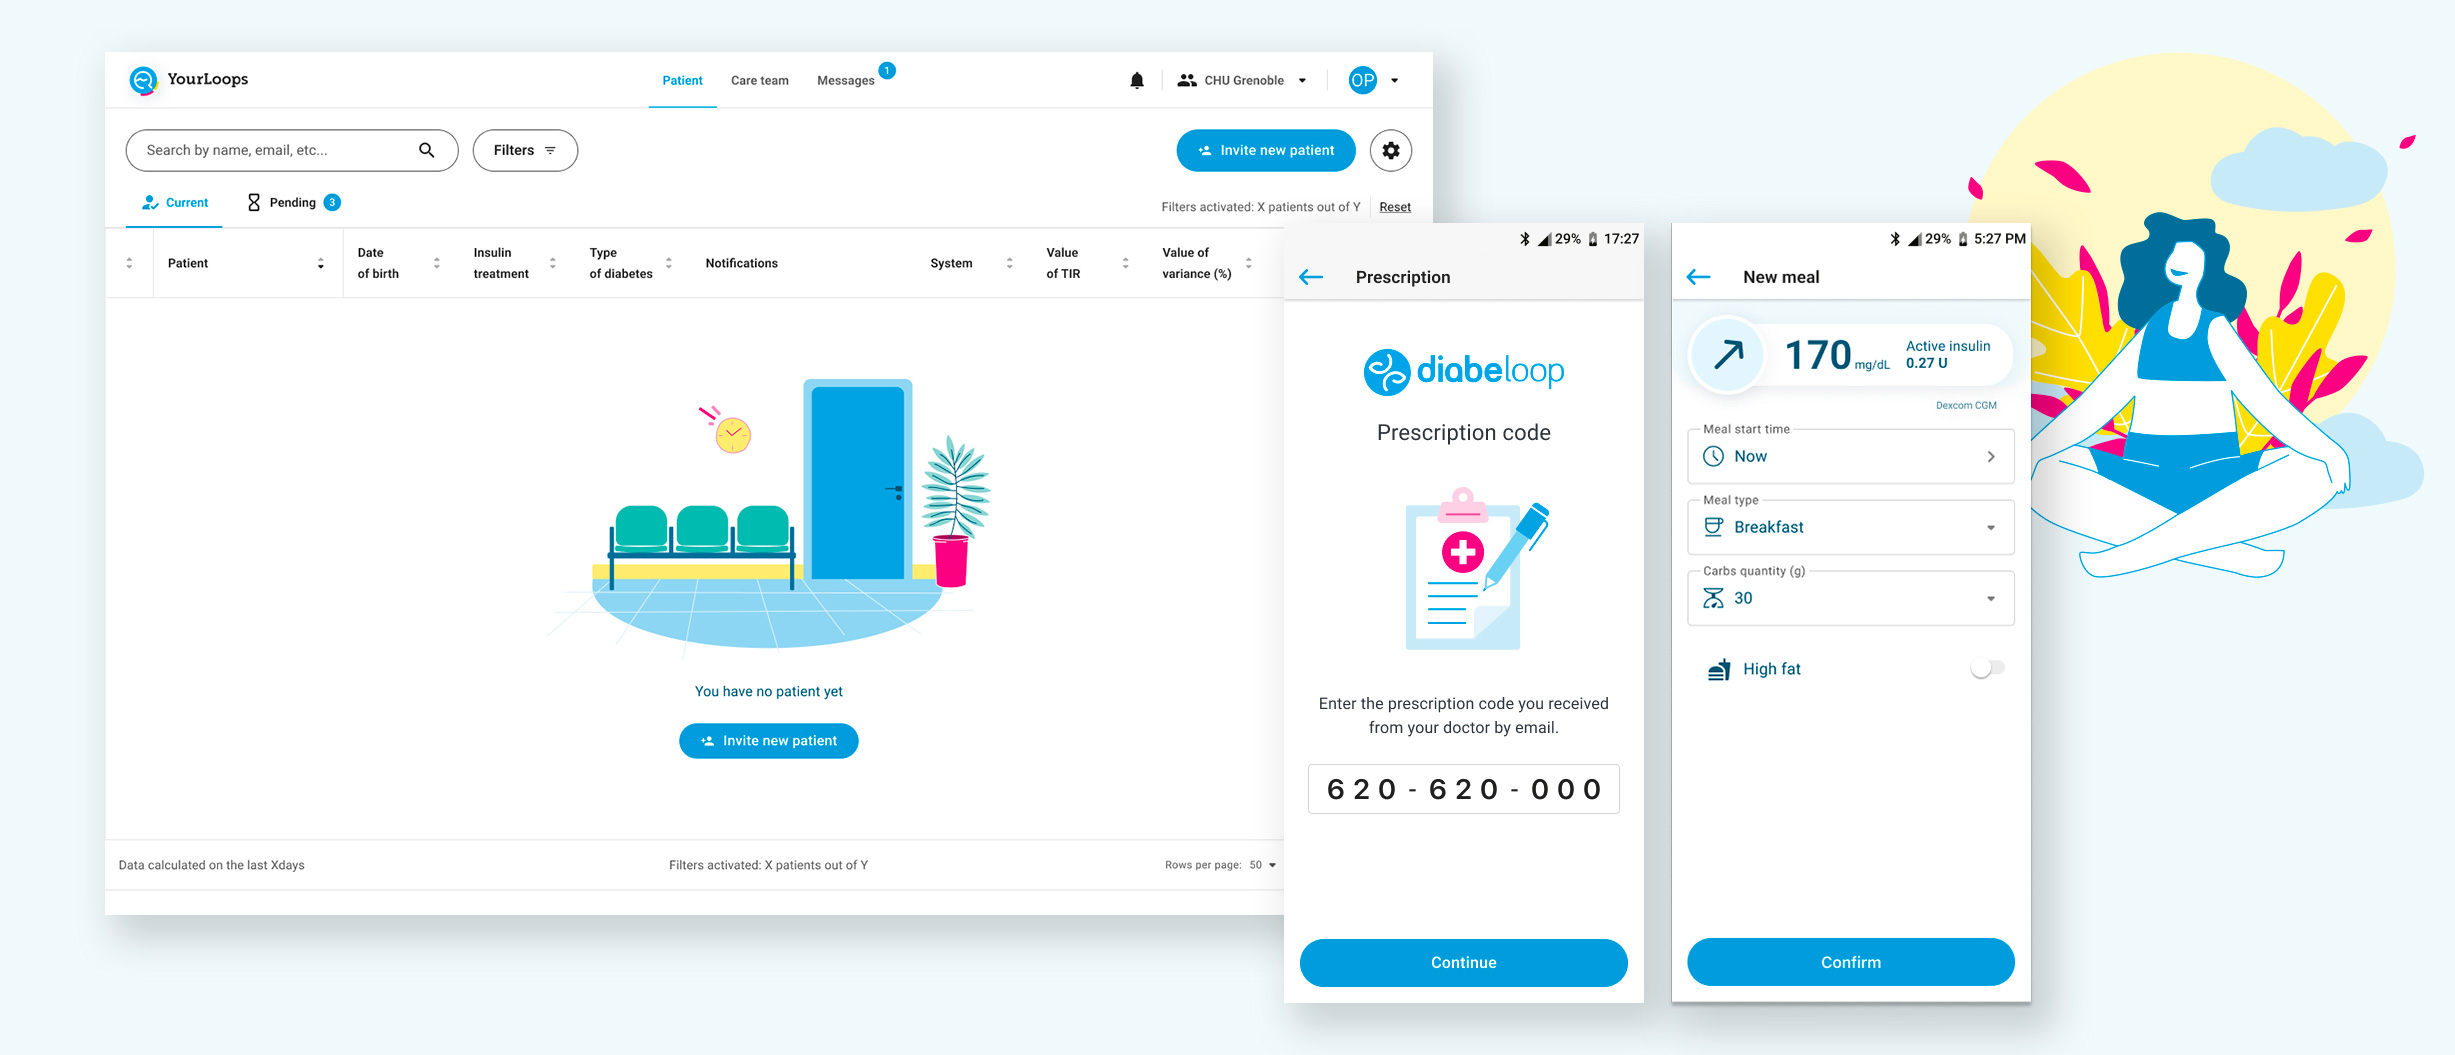 YourLoops
Patient
Care team
Messages
1
CHU Grenoble
OP
Search by name, email, etc...
Filters
Invite new patient
Current
Pending
3
Filters activated: X patients out of Y
Reset
Patient
Date
of birth
Insulin
treatment
Type
of diabetes
Notifications
System
Value
of TIR
Value of
variance (%)
You have no patient yet
Invite new patient
Data calculated on the last Xdays
Filters activated: X patients out of Y
Rows per page: 50
29% 17:27
Prescription
diabeloop
Prescription code
Enter the prescription code you received
from your doctor by email.
620-620-000
Continue
29% 5:27 PM
New meal
170 mg/dL
Active insulin
0.27 U
Dexcom CGM
Meal start time
Now
Meal type
Breakfast
Carbs quantity (g)
30
High fat
Confirm